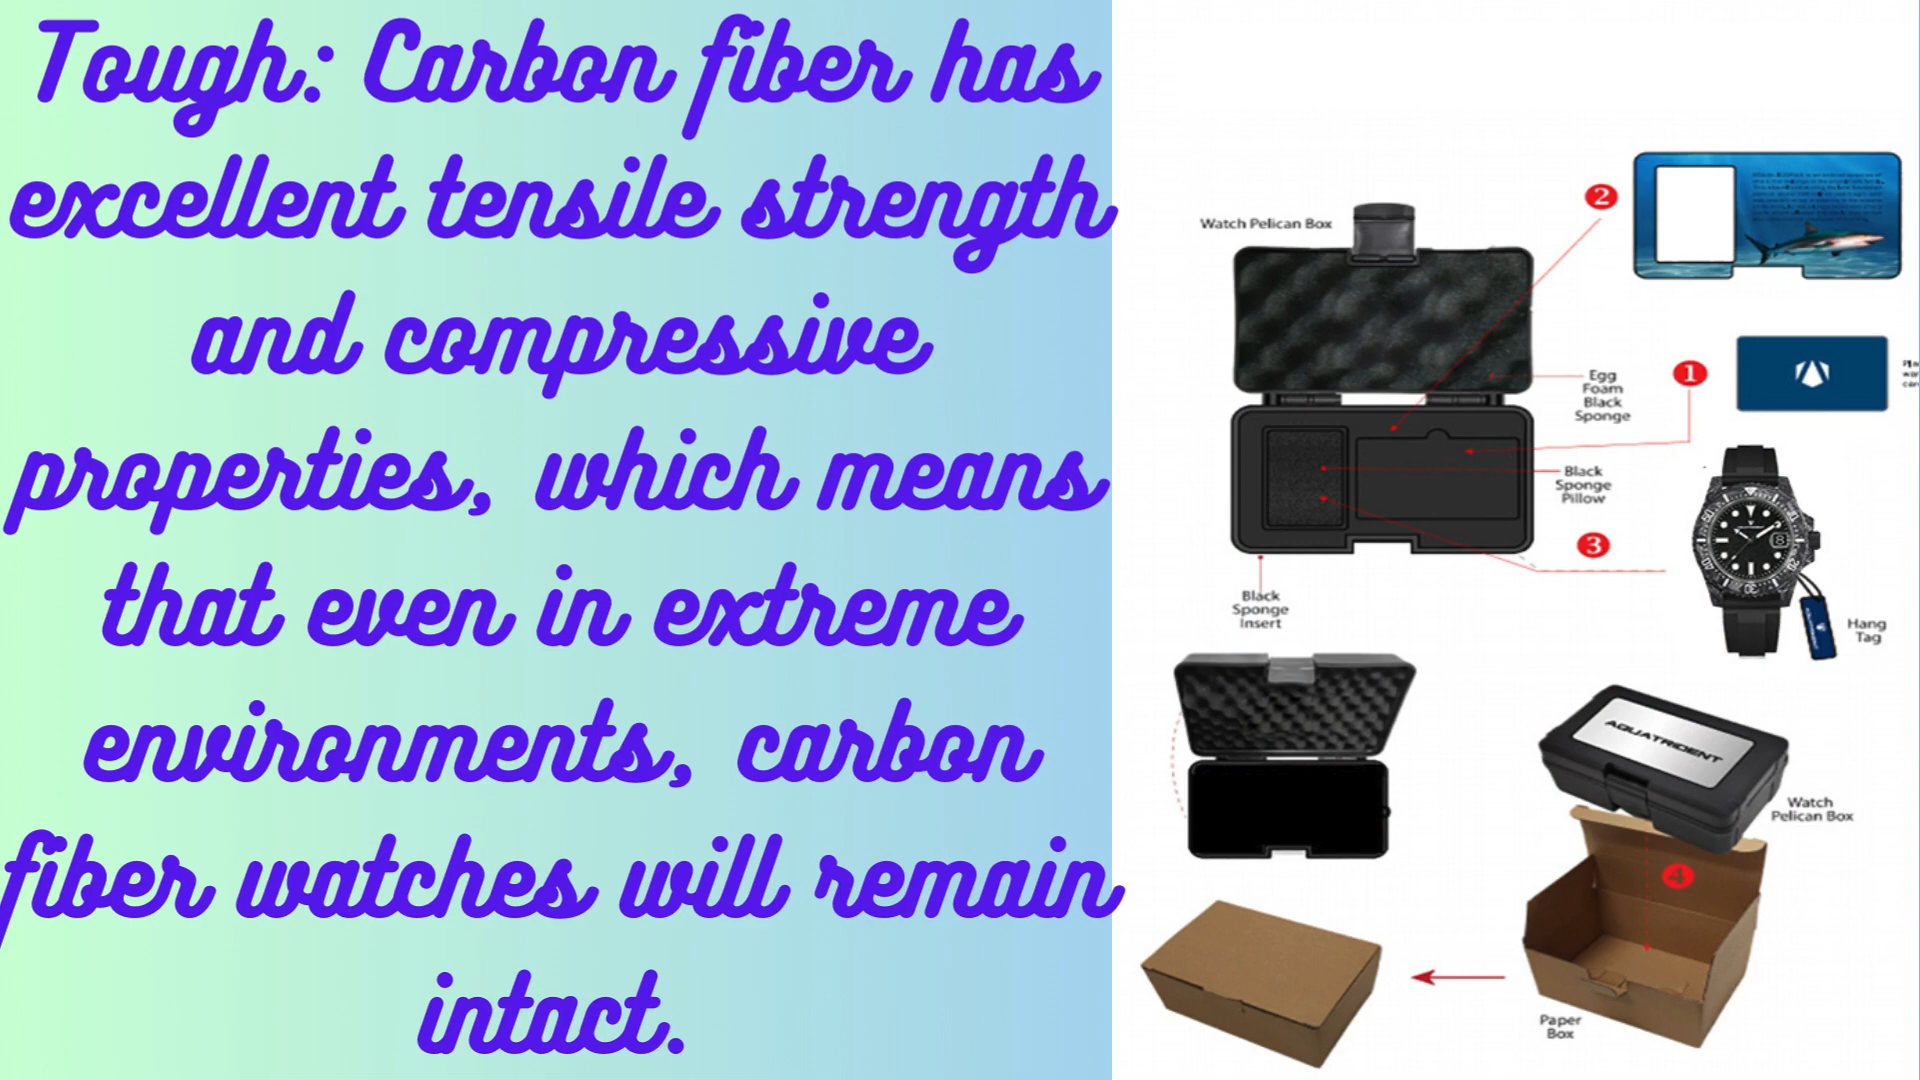 Tough: Carbon fiber has
excellent tensile strength
and compressive
properties, which means
that even in extreme
environments, carbon
fiber watches will remain
intact.
2
Watch Pelican Box
1
Egg
Foam
Black
Sponge
Black
Sponge
Pillow
3
Black
Sponge
Insert
Hang
Tag
AQUATRIDENT
Watch
Pelican Box
4
Paper
Box